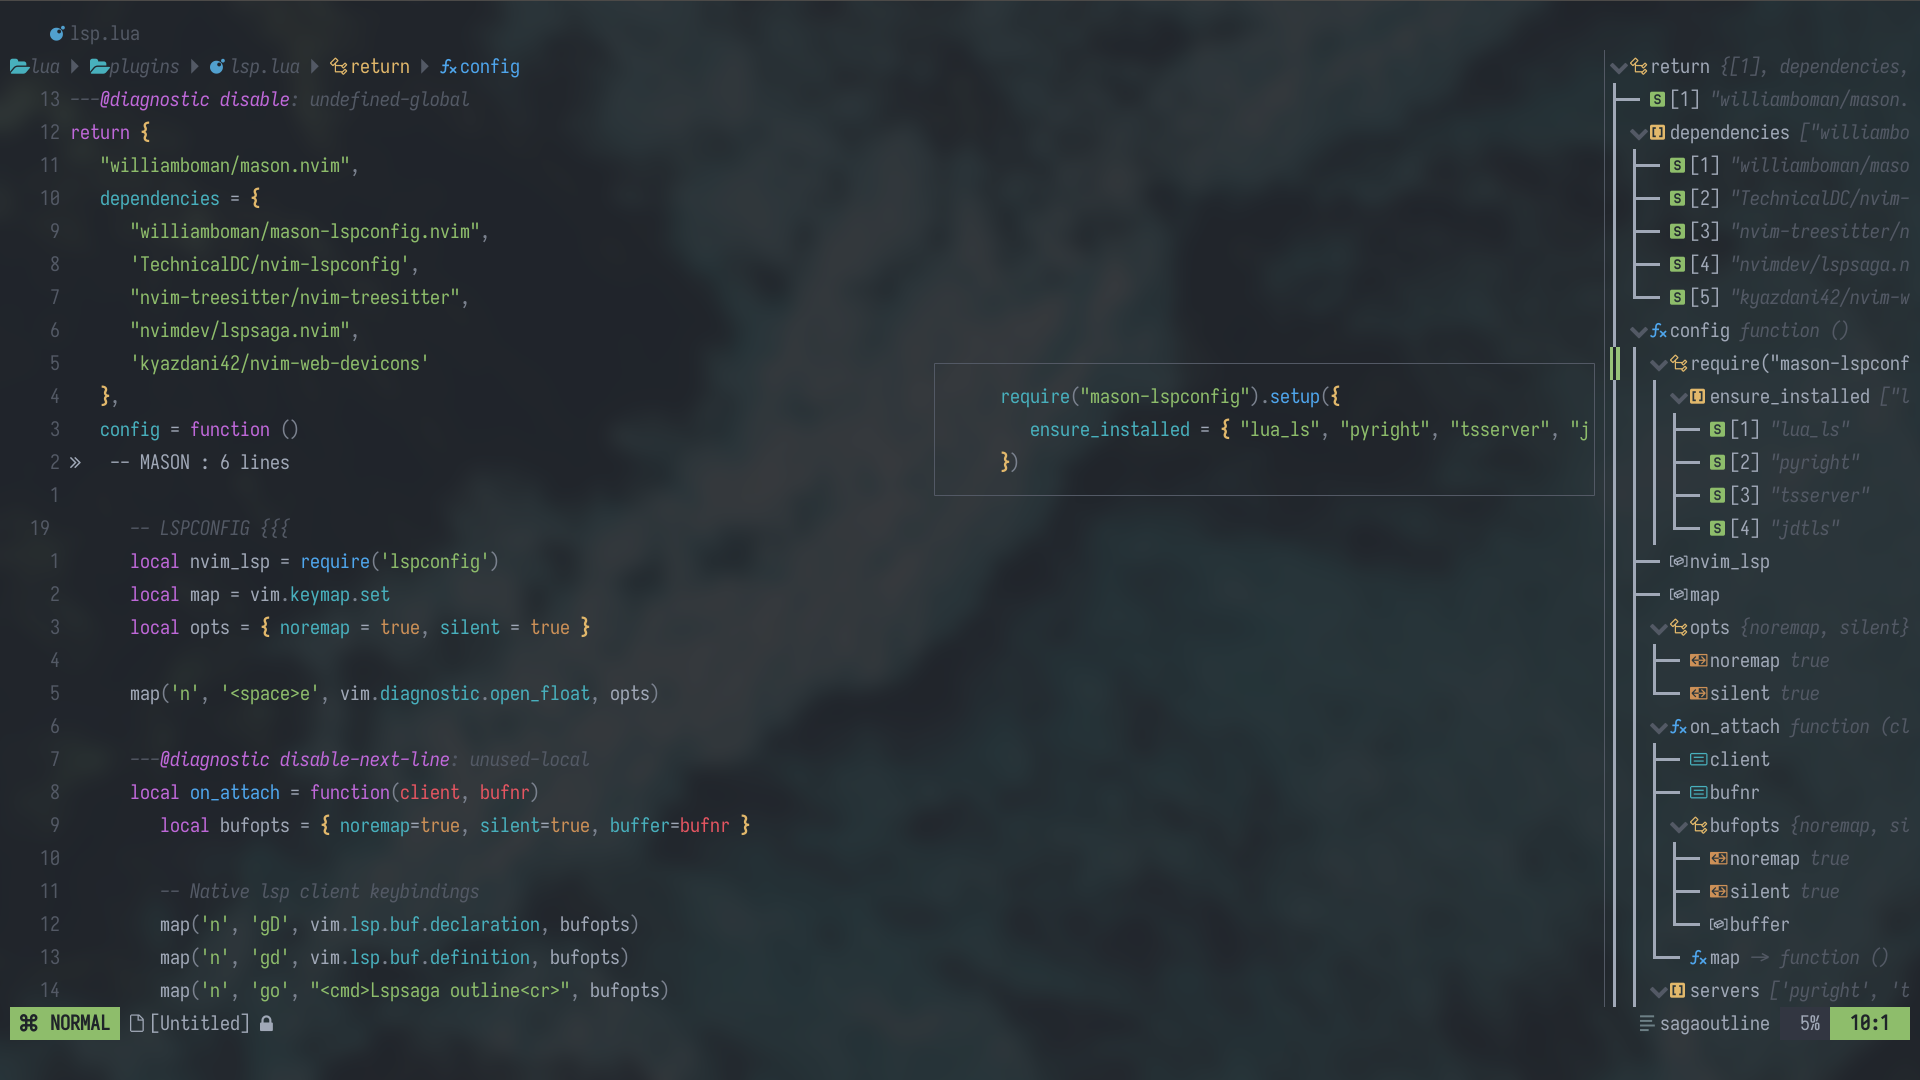 lsp.lua
lua plugins lsp.lua return config
13 ---@diagnostic disable: undefined-global
12 return {
11 "williamboman/mason.nvim",
10 dependencies = {
9 "williamboman/mason-lspconfig.nvim",
8 'TechnicalDC/nvim-lspconfig',
7 "nvim-treesitter/nvim-treesitter",
6 "nvimdev/lspsaga.nvim",
5 'kyazdani42/nvim-web-devicons'
4 },
3 config = function ()
2 » -- MASON : 6 lines
1
19 -- LSPCONFIG {{{
1 local nvim_lsp = require('lspconfig')
2 local map = vim.keymap.set
3 local opts = { noremap = true, silent = true }
4
5 map('n', '<space>e', vim.diagnostic.open_float, opts)
6
7 ---@diagnostic disable-next-line: unused-local
8 local on_attach = function(client, bufnr)
9 local bufopts = { noremap=true, silent=true, buffer=bufnr }
10
11 -- Native lsp client keybindings
12 map('n', 'gD', vim.lsp.buf.declaration, bufopts)
13 map('n', 'gd', vim.lsp.buf.definition, bufopts)
14 map('n', 'go', "<cmd>Lspsaga outline<cr>", bufopts)
require("mason-lspconfig").setup({
ensure_installed = { "lua_ls", "pyright", "tsserver", "j
})
return {[1], dependencies,
S [1] "williamboman/mason.
dependencies ["williambo
S [1] "williamboman/maso
S [2] "TechnicalDC/nvim-
S [3] "nvim-treesitter/n
S [4] "nvimdev/lspsaga.n
S [5] "kyazdani42/nvim-w
config function ()
require("mason-lspconf
ensure_installed ["l
S [1] "lua_ls"
S [2] "pyright"
S [3] "tsserver"
S [4] "jdtls"
nvim_lsp
map
opts {noremap, silent}
noremap true
silent true
on_attach function (cl
client
bufnr
bufopts {noremap, si
noremap true
silent true
buffer
map -> function ()
servers ['pyright', 't
⌘ NORMAL [Untitled]
sagaoutline 5% 10:1